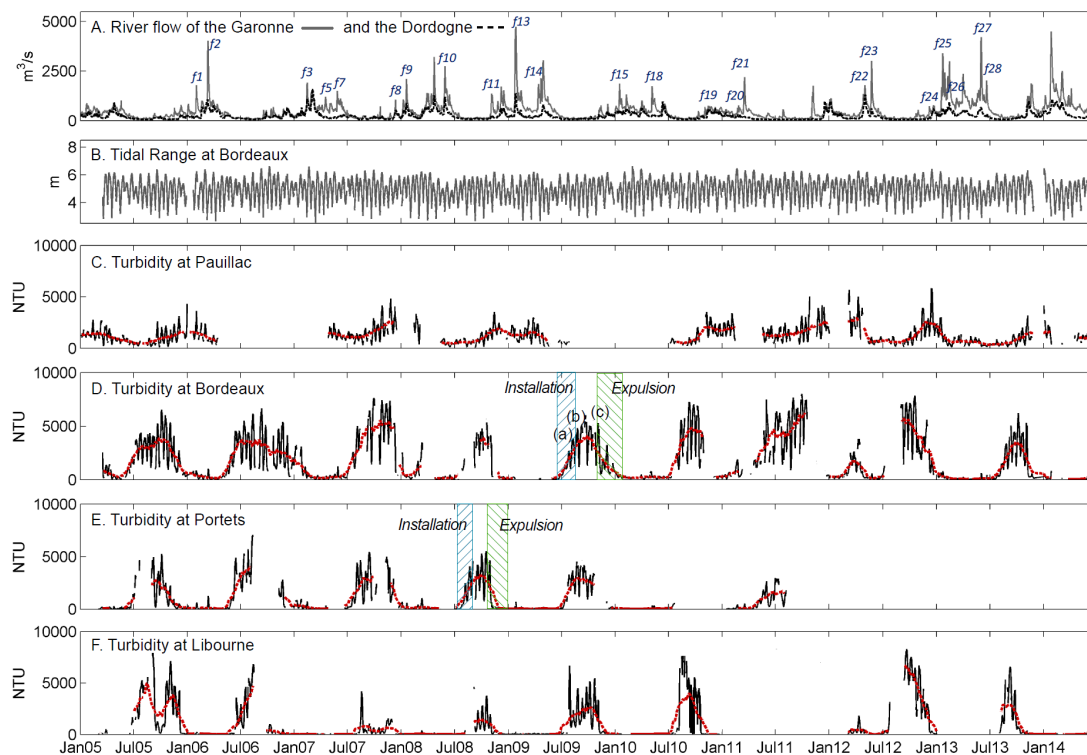 A. River flow of the Garonne and the Dordogne
m³/s
5000
2500
0
f1
f2
f3
f5
f7
f8
f9
f10
f11
f13
f14
f15
f18
f19
f20
f21
f22
f23
f24
f25
f26
f27
f28
B. Tidal Range at Bordeaux
m
6
4
C. Turbidity at Pauillac
NTU
10000
5000
0
D. Turbidity at Bordeaux
NTU
10000
5000
0
Installation
Expulsion
(a)
(b)
(c)
E. Turbidity at Portets
NTU
10000
5000
0
Installation
Expulsion
F. Turbidity at Libourne
NTU
10000
5000
0
Jan05 Jul05 Jan06 Jul06 Jan07 Jul07 Jan08 Jul08 Jan09 Jul09 Jan10 Jul10 Jan11 Jul11 Jan12 Jul12 Jan13 Jul13 Jan14